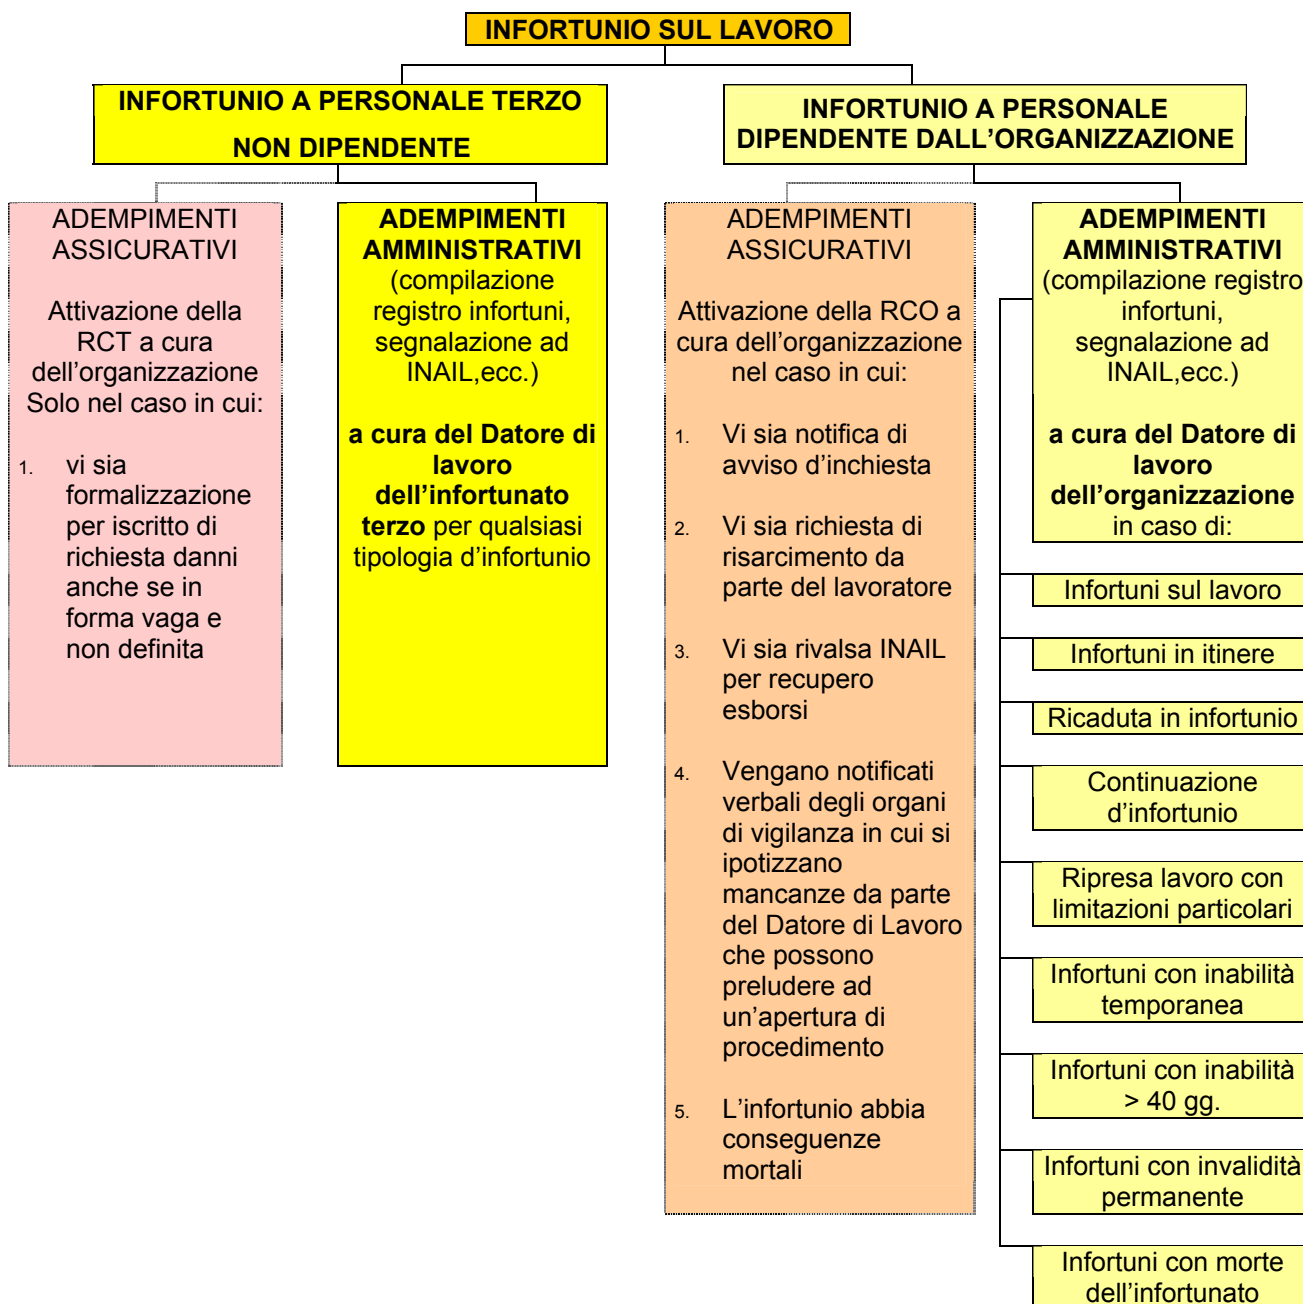 INFORTUNIO SUL LAVORO
INFORTUNIO A PERSONALE TERZO
NON DIPENDENTE
INFORTUNIO A PERSONALE
DIPENDENTE DALL'ORGANIZZAZIONE
ADEMPIMENTI
ASSICURATIVI
Attivazione della
RCT a cura
dell'organizzazione
Solo nel caso in cui:
1. vi sia
formalizzazione
per iscritto di
richiesta danni
anche se in
forma vaga e
non definita
ADEMPIMENTI
AMMINISTRATIVI
(compilazione
registro infortuni,
segnalazione ad
INAIL,ecc.)
a cura del Datore di
lavoro
dell'infortunato
terzo per qualsiasi
tipologia d'infortunio
ADEMPIMENTI
ASSICURATIVI
Attivazione della RCO a
cura dell'organizzazione
nel caso in cui:
1. Vi sia notifica di
avviso d'inchiesta
2. Vi sia richiesta di
risarcimento da
parte del lavoratore
3. Vi sia rivalsa INAIL
per recupero
esborsi
4. Vengano notificati
verbali degli organi
di vigilanza in cui si
ipotizzano
mancanze da parte
del Datore di Lavoro
che possono
preludere ad
un'apertura di
procedimento
5. L'infortunio abbia
conseguenze
mortali
ADEMPIMENTI
AMMINISTRATIVI
(compilazione registro
infortuni,
segnalazione ad
INAIL,ecc.)
a cura del Datore di
lavoro
dell'organizzazione
in caso di:
Infortuni sul lavoro
Infortuni in itinere
Ricaduta in infortunio
Continuazione
d'infortunio
Ripresa lavoro con
limitazioni particolari
Infortuni con inabilità
temporanea
Infortuni con inabilità
> 40 gg.
Infortuni con invalidità
permanente
Infortuni con morte
dell'infortunato